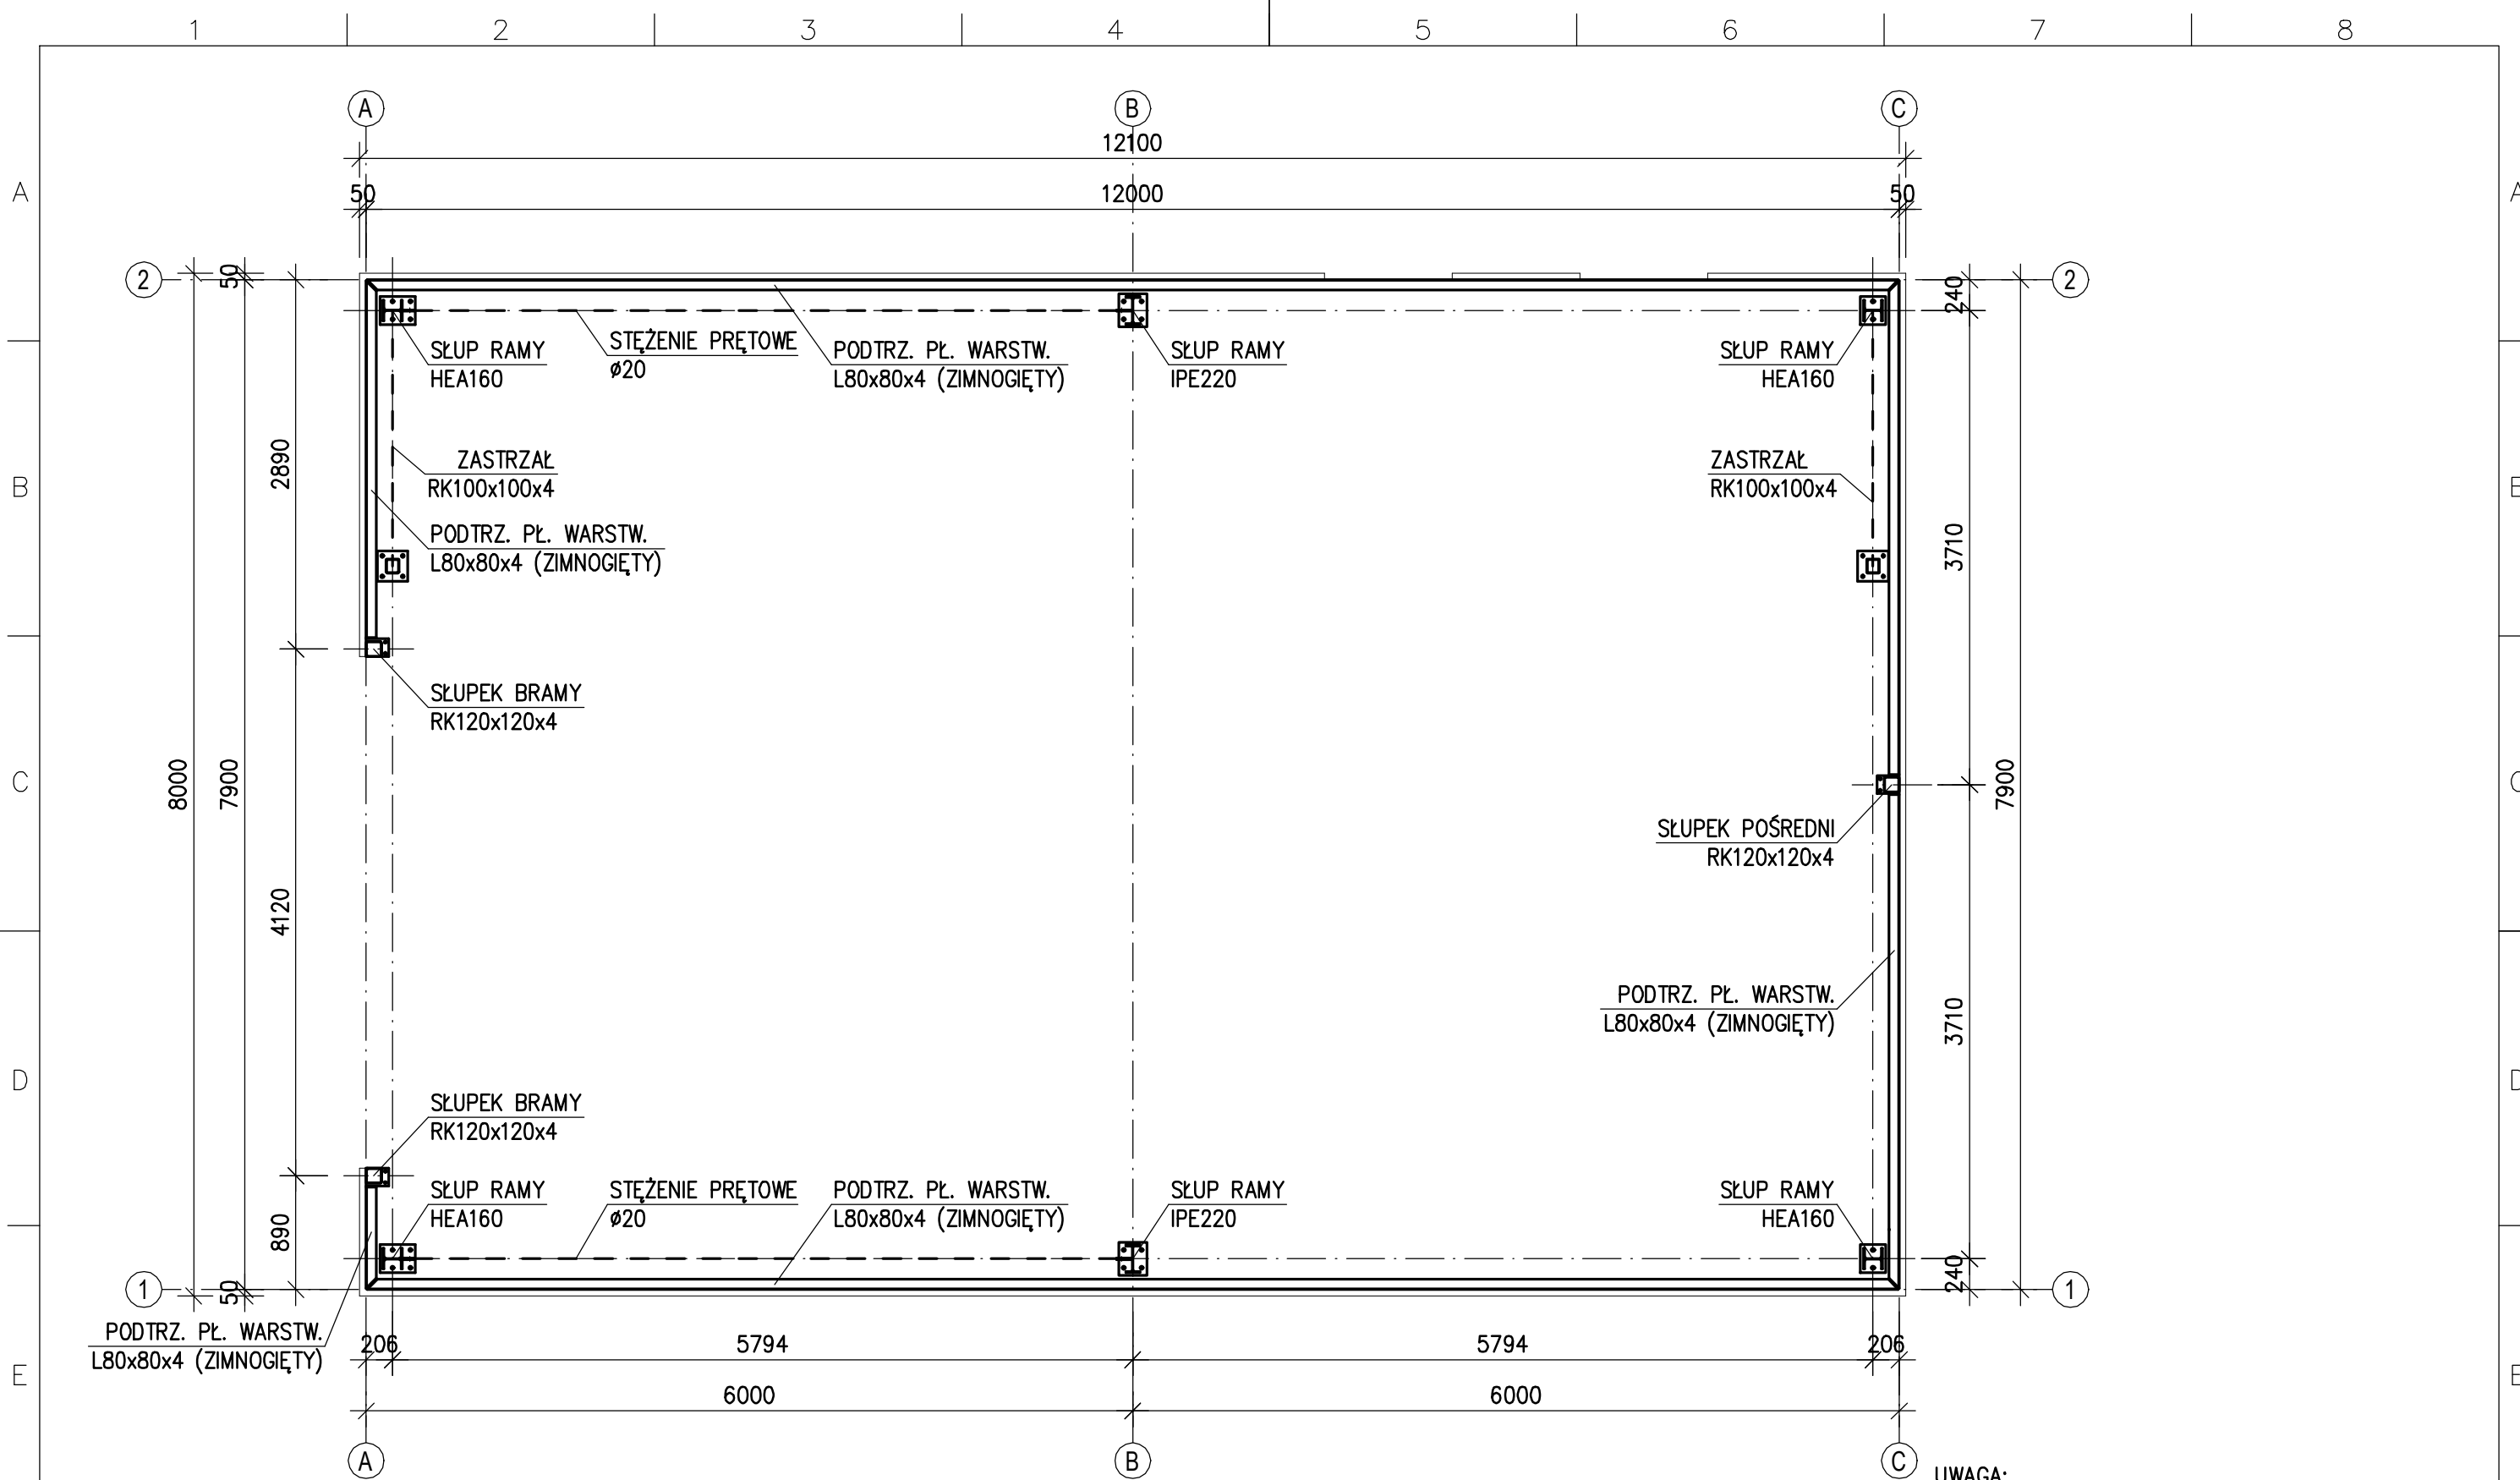 1 2 3 4 5 6 7 8
A B C
12100
A A
50 12000 50
2 50 240 2
STĘŻENIE PRĘTOWE
ø20
SŁUP RAMY
HEA160
PODTRZ. PŁ. WARSTW.
L80x80x4 (ZIMNOGIĘTY)
SŁUP RAMY
IPE220
SŁUP RAMY
HEA160
2890
ZASTRZAŁ
RK100x100x4
ZASTRZAŁ
RK100x100x4
B
PODTRZ. PŁ. WARSTW.
L80x80x4 (ZIMNOGIĘTY)
3710
SŁUPEK BRAMY
RK120x120x4
C 8000 7900 7900
SŁUPEK POŚREDNI
RK120x120x4
4120
PODTRZ. PŁ. WARSTW.
L80x80x4 (ZIMNOGIĘTY)
3710
D
SŁUPEK BRAMY
RK120x120x4
SŁUP RAMY
HEA160
STĘŻENIE PRĘTOWE
ø20
PODTRZ. PŁ. WARSTW.
L80x80x4 (ZIMNOGIĘTY)
SŁUP RAMY
IPE220
SŁUP RAMY
HEA160
890
1 50 240 1
PODTRZ. PŁ. WARSTW.
L80x80x4 (ZIMNOGIĘTY)
206 5794 5794 206
E
6000 6000
A B C
UWAGA: